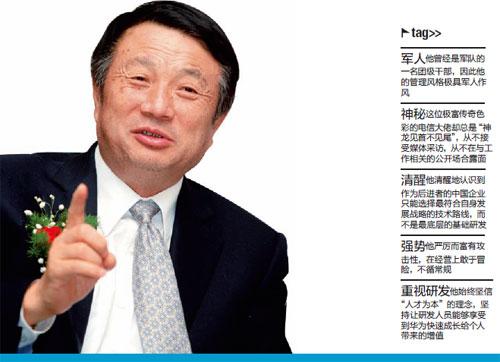 tag>>
军人他曾经是军队的
一名团级干部，因此他
的管理风格极具军人作
风
神秘这位极富传奇色
彩的电信大佬却总是“神
龙见首不见尾”，从不接
受媒体采访，从不在与工
作相关的公开场合露面
清醒他清醒地认识到
作为后进者的中国企业
只能选择最符合自身发
展战略的技术路线，而
不是最底层的基础研发
强势他严厉而富有攻
击性，在经营上敢于冒
险，不循常规
重视研发他始终坚信
“人才为本”的理念，坚
持让研发人员能够享受
到华为快速成长给个人
带来的增值